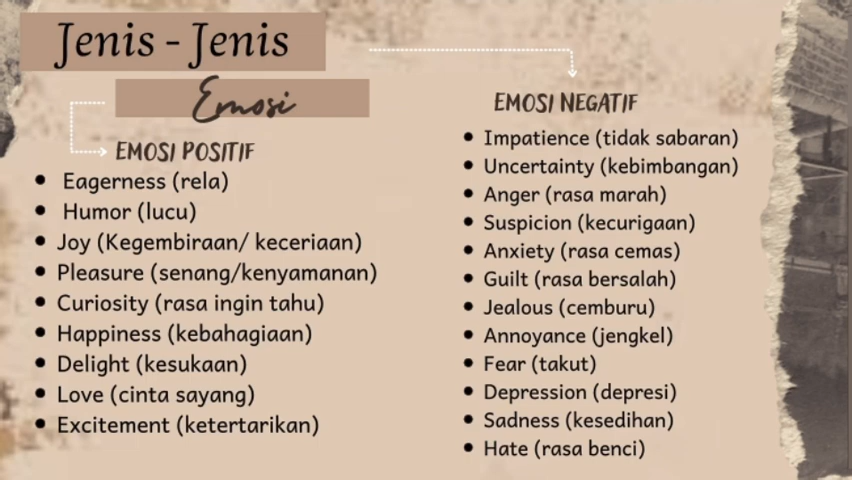 Jenis - Jenis
Emosi
EMOSI POSITIF
Eagerness (rela)
Humor (lucu)
Joy (Kegembiraan/ keceriaan)
Pleasure (senang/kenyamanan)
Curiosity (rasa ingin tahu)
Happiness (kebahagiaan)
Delight (kesukaan)
Love (cinta sayang)
Excitement (ketertarikan)
EMOSI NEGATIF
Impatience (tidak sabaran)
Uncertainty (kebimbangan)
Anger (rasa marah)
Suspicion (kecurigaan)
Anxiety (rasa cemas)
Guilt (rasa bersalah)
Jealous (cemburu)
Annoyance (jengkel)
Fear (takut)
Depression (depresi)
Sadness (kesedihan)
Hate (rasa benci)